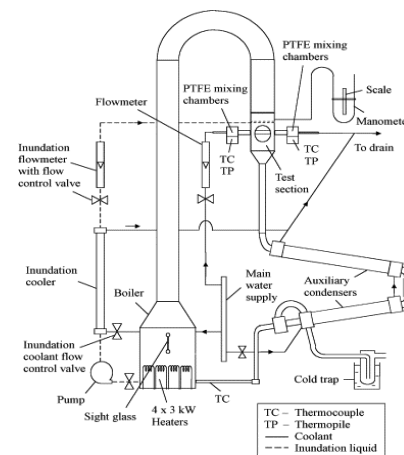 PTFE mixing
chambers
Flowmeter
PTFE mixing
chambers
Scale
Manomete
To drain
Inundation
flowmeter
with flow
control valve
TC
TP
Test
section
TC
TP
Inundation
cooler
Boiler
Main
water
supply
Auxiliary
condensers
Inundation
coolant flow
control valve
Pump
Sight glass
4 x 3 kW
Heaters
TC
Cold trap
TC – Thermocouple
TP – Thermopile
Coolant
Inundation liquid